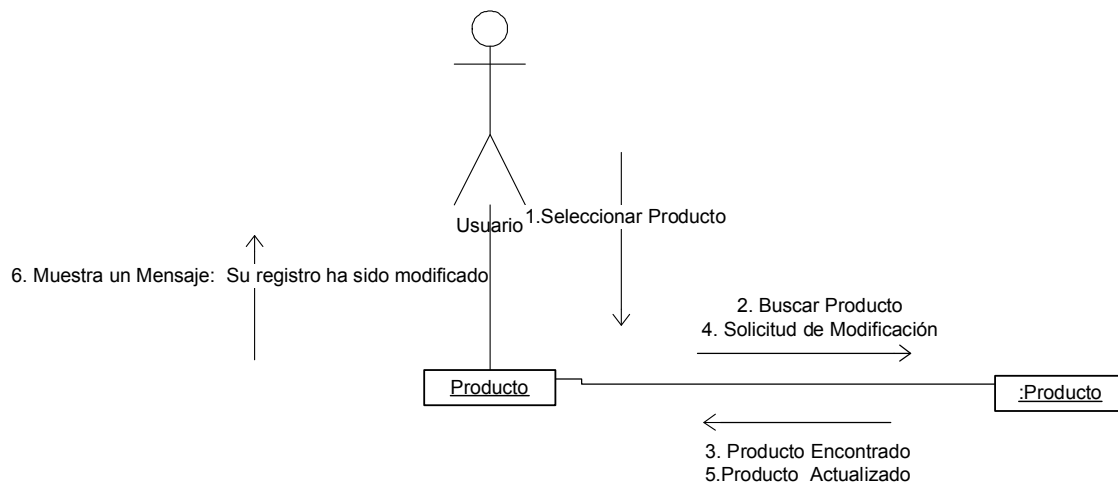 Usuario
1.Seleccionar Producto
6. Muestra un Mensaje: Su registro ha sido modificado
2. Buscar Producto
4. Solicitud de Modificación
Producto
:Producto
3. Producto Encontrado
5.Producto Actualizado